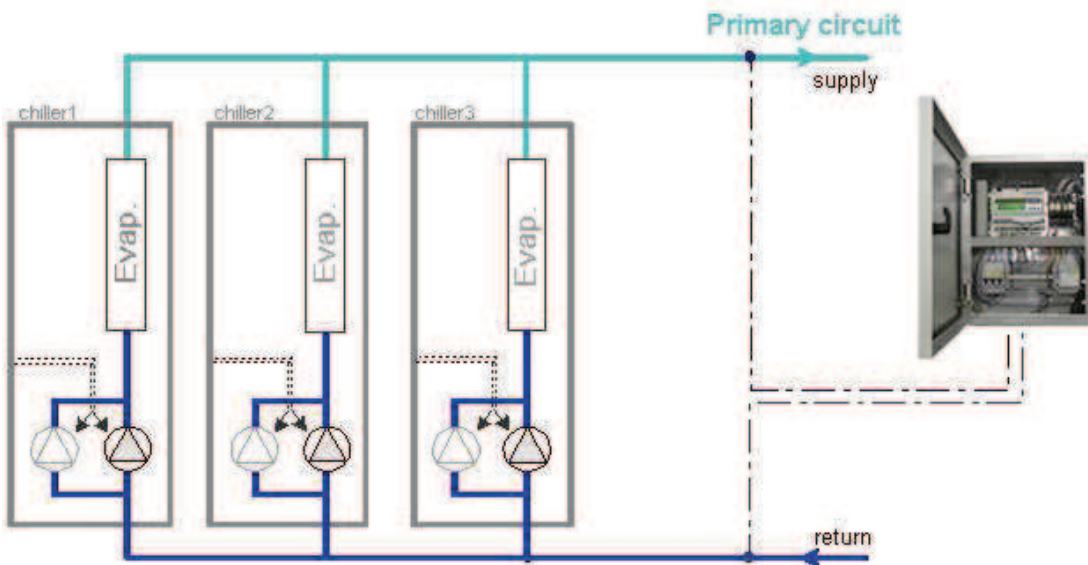 Primary circuit
supply
chiller1
chiller2
chiller3
Evap.
Evap.
Evap.
return